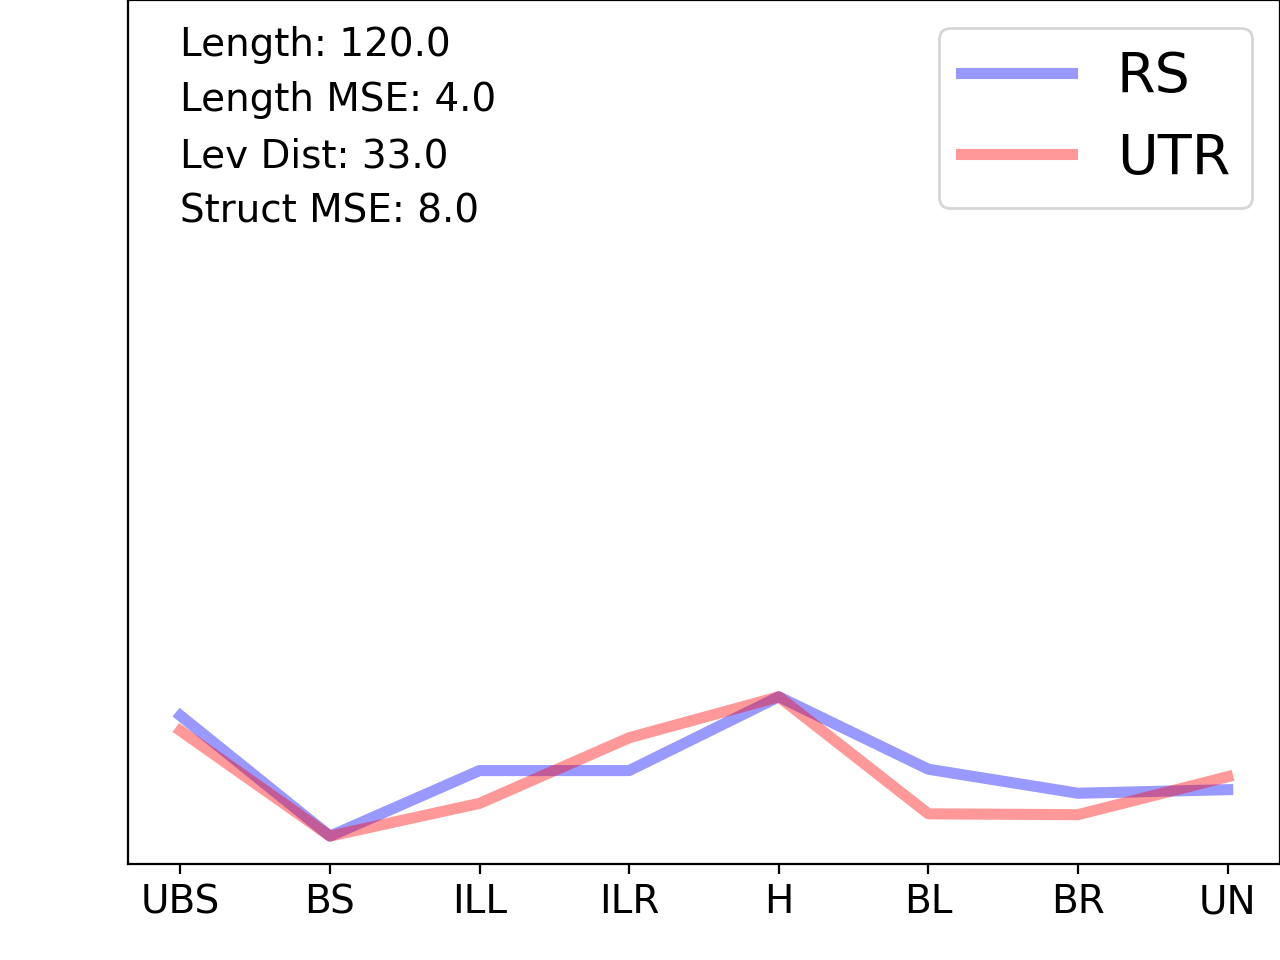 Length: 120.0
Length MSE: 4.0
Lev Dist: 33.0
Struct MSE: 8.0
RS
UTR
UBS BS ILL ILR H BL BR UN